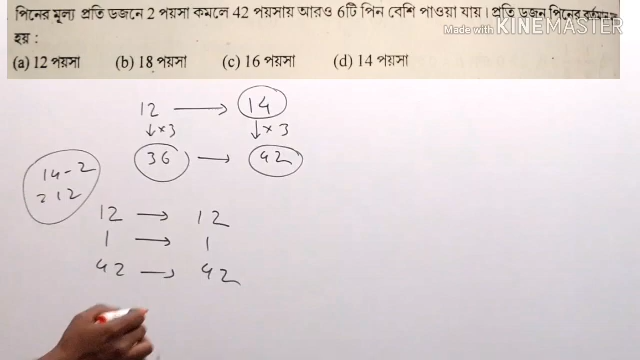 পিনের মূল্য প্রতি ডজনে 2 পয়সা কমলে 42 পয়সায় আরও 6টি পিন বেশি পাওয়া যায়। প্রতি ডজন পিনের বর্তমান
হয় :
Made with KINEMASTER
(a) 12 পয়সা (b) 18 পয়সা (c) 16 পয়সা (d) 14 পয়সা
12 → 14
↓×3 ↓×3
36 → 42
14-2
=12
12 → 12
1 → 1
42 → 42